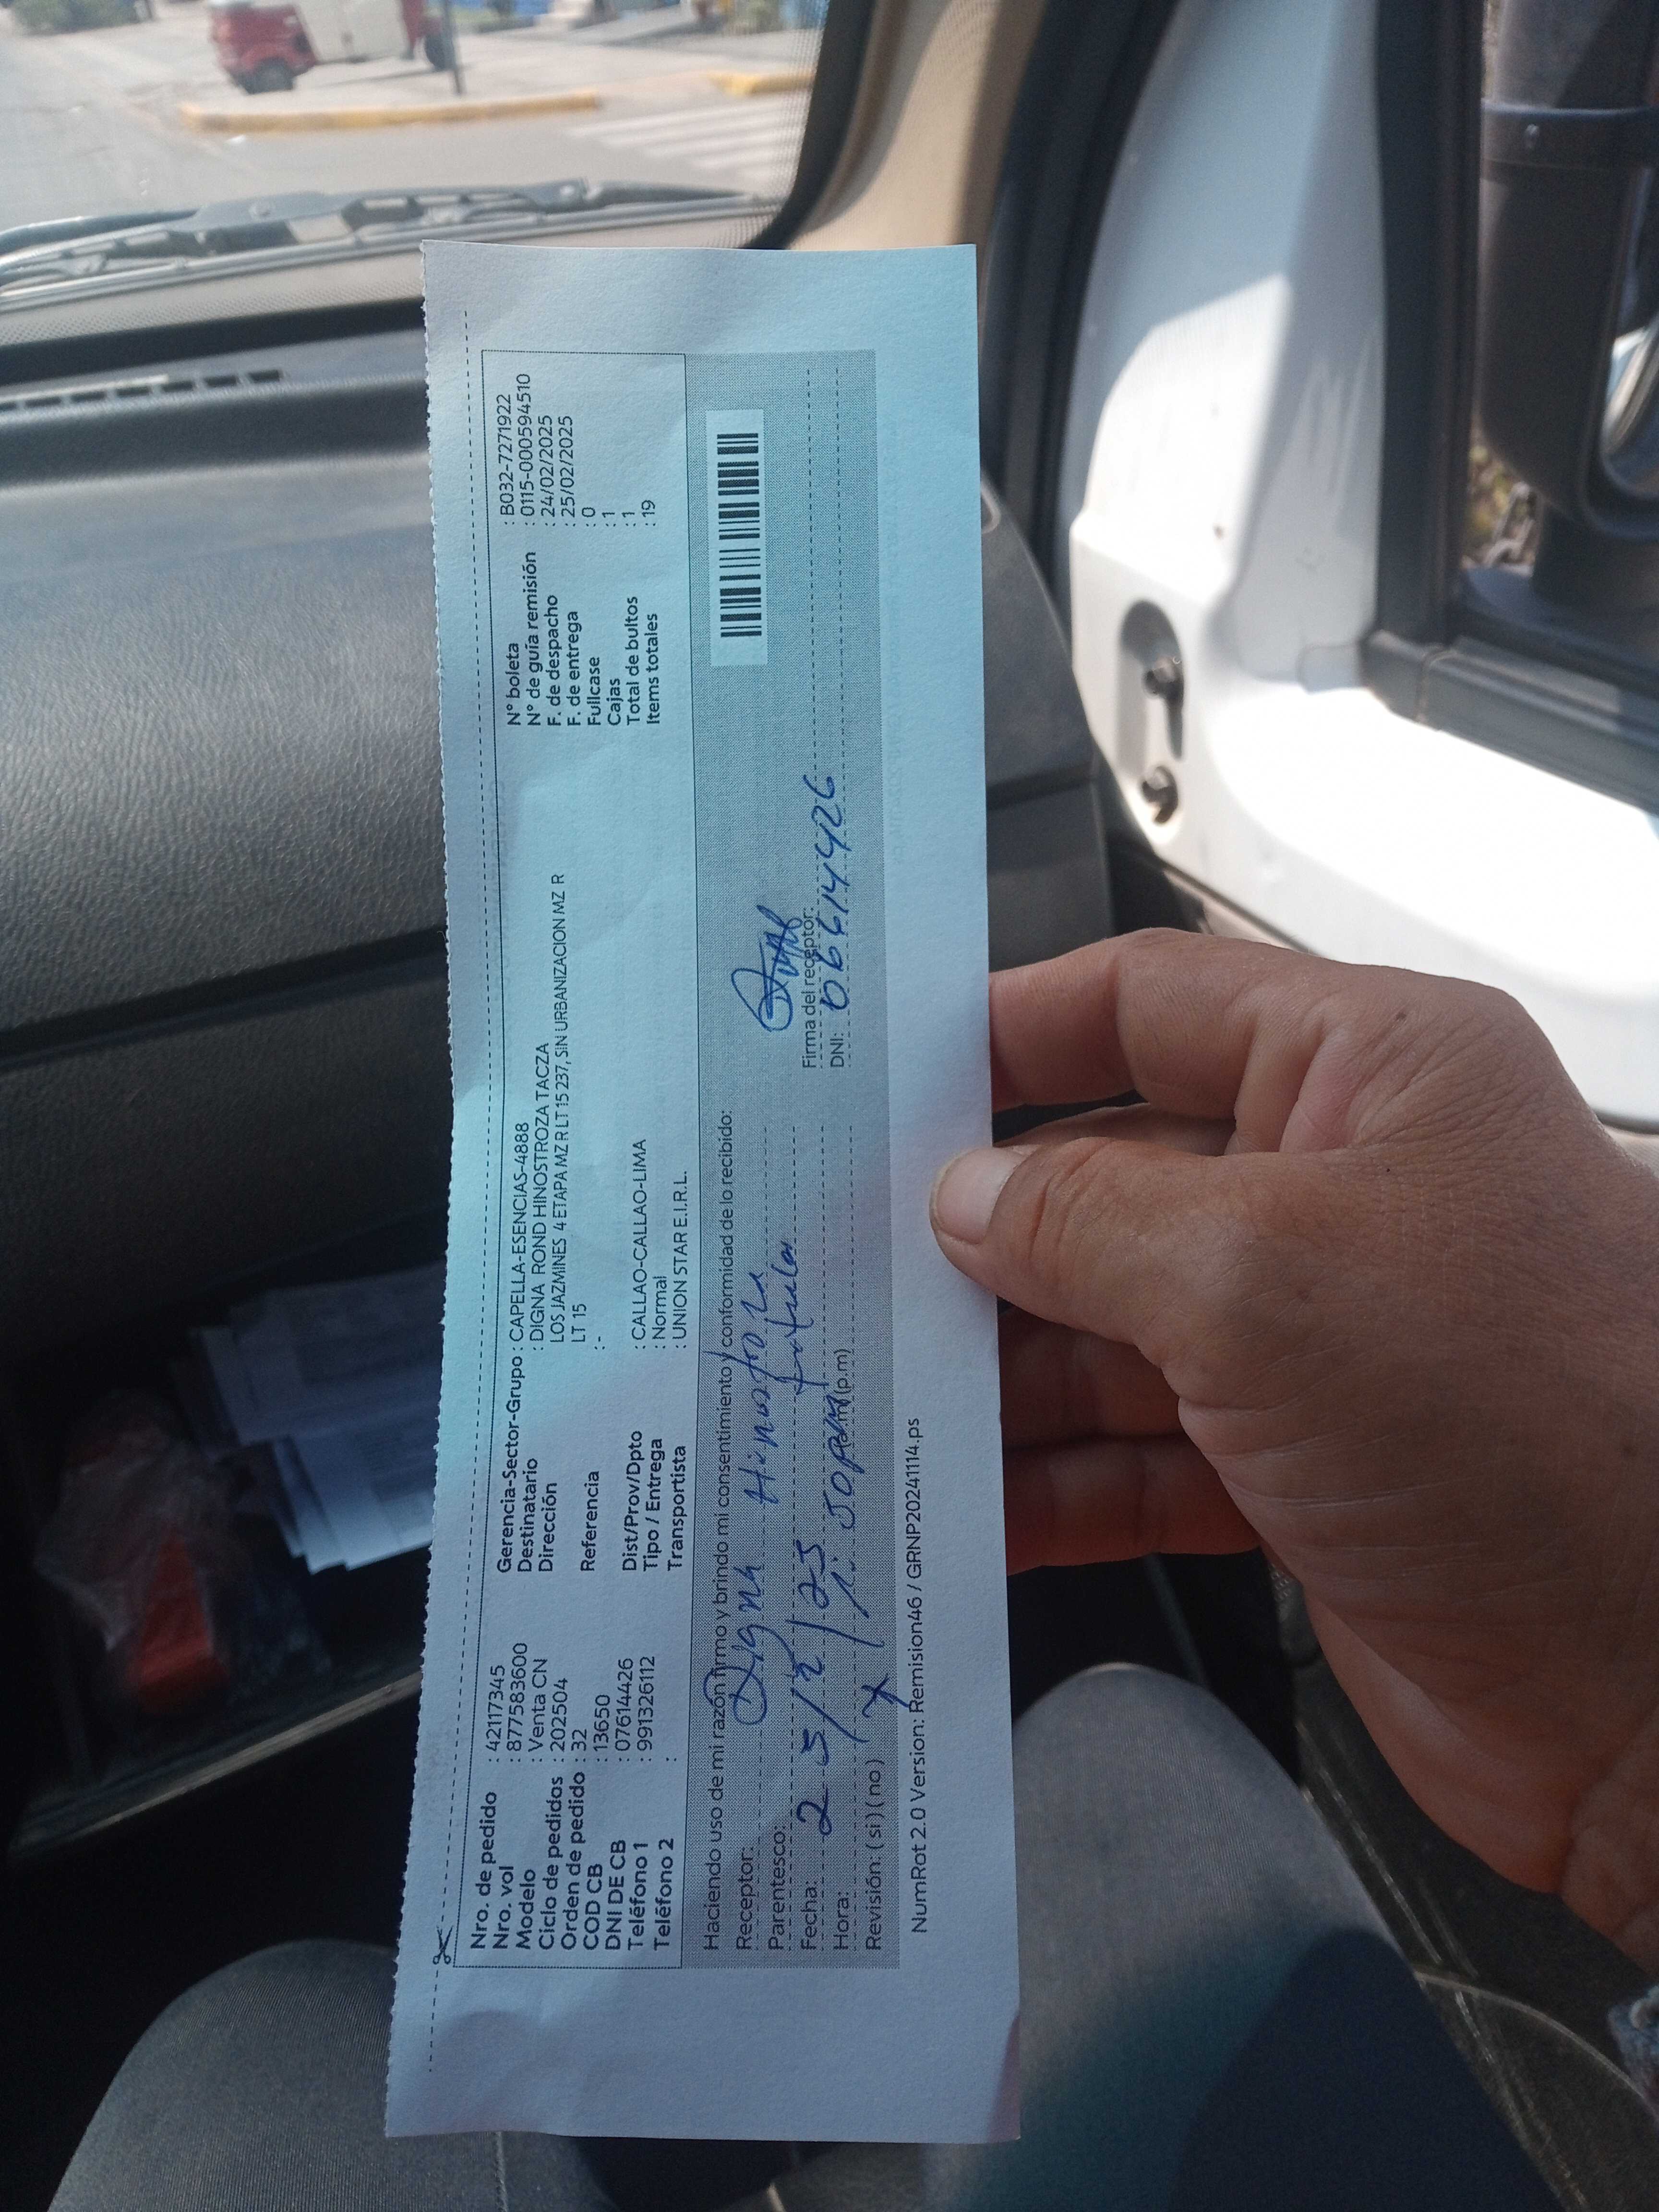 Nro. de pedido : 42117345
Nro. vol : 877583600
Modelo : Venta CN
Ciclo de pedidos : 202504
Orden de pedido : 32
COD CB : 13650
DNI DE CB : 07614426
Teléfono 1 : 991326112
Teléfono 2 :
Gerencia-Sector-Grupo : CAPELLA-ESENCIAS-4888
Destinatario : DIGNA ROND HINOSTROZA TACZA
Dirección LOS JAZMINES 4 ETAPA MZ R LT 15 237, SIN URBANIZACION MZ R
LT 15
Referencia : -
Dist/Prov/Dpto : CALLAO-CALLAO-LIMA
Tipo / Entrega : Normal
Transportista : UNION STAR E.I.R.L.
N° boleta : B032-7271922
N° de guía remisión : 0115-000594510
F. de despacho : 24/02/2025
F. de entrega : 25/02/2025
Fullcase : 0
Cajas : 1
Total de bultos : 1
Items totales : 19
Haciendo uso de mi razón firmo y brindo mi consentimiento y conformidad de lo recibido:
Receptor: Digna Hinostroza
Parentesco:
Fecha: 25/2/25
Hora: (p.m)
Revisión: ( si ) ( no ) X
Firma del receptor:
DNI:
NumRot 2.0 Version: Remision46 / GRNP20241114.ps